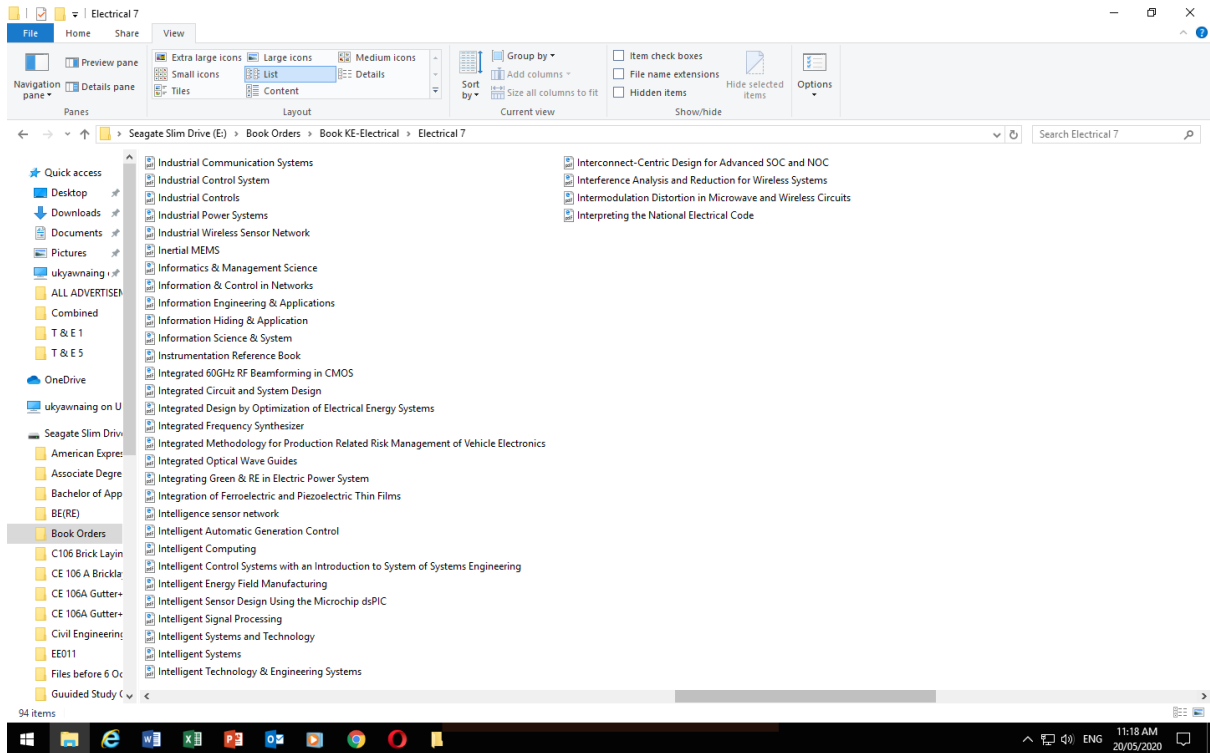 Electrical 7
File Home Share View
Navigation pane
Preview pane
Details pane
Panes
Extra large icons Large icons Medium icons
Small icons List Details
Tiles Content
Layout
Sort by
Group by
Add columns
Size all columns to fit
Current view
Item check boxes
File name extensions
Hidden items
Hide selected items
Show/hide
Options
Seagate Slim Drive (E:) > Book Orders > Book KE-Electrical > Electrical 7
Search Electrical 7
Quick access
Desktop
Downloads
Documents
Pictures
ukyawnaing
ALL ADVERTISEN
Combined
T & E 1
T & E 5
OneDrive
ukyawnaing on U
Seagate Slim Driv
American Expres
Associate Degre
Bachelor of App
BE(RE)
Book Orders
C106 Brick Layin
CE 106 A Brickla
CE 106A Gutter+
CE 106A Gutter+
Civil Engineering
EE011
Files before 6 Oc
Guuided Study (
Industrial Communication Systems
Industrial Control System
Industrial Controls
Industrial Power Systems
Industrial Wireless Sensor Network
Inertial MEMS
Informatics & Management Science
Information & Control in Networks
Information Engineering & Applications
Information Hiding & Application
Information Science & System
Instrumentation Reference Book
Integrated 60GHz RF Beamforming in CMOS
Integrated Circuit and System Design
Integrated Design by Optimization of Electrical Energy Systems
Integrated Frequency Synthesizer
Integrated Methodology for Production Related Risk Management of Vehicle Electronics
Integrated Optical Wave Guides
Integrating Green & RE in Electric Power System
Integration of Ferroelectric and Piezoelectric Thin Films
Intelligence sensor network
Intelligent Automatic Generation Control
Intelligent Computing
Intelligent Control Systems with an Introduction to System of Systems Engineering
Intelligent Energy Field Manufacturing
Intelligent Sensor Design Using the Microchip dsPIC
Intelligent Signal Processing
Intelligent Systems and Technology
Intelligent Systems
Intelligent Technology & Engineering Systems
Interconnect-Centric Design for Advanced SOC and NOC
Interference Analysis and Reduction for Wireless Systems
Intermodulation Distortion in Microwave and Wireless Circuits
Interpreting the National Electrical Code
94 items
ENG
11:18 AM
20/05/2020